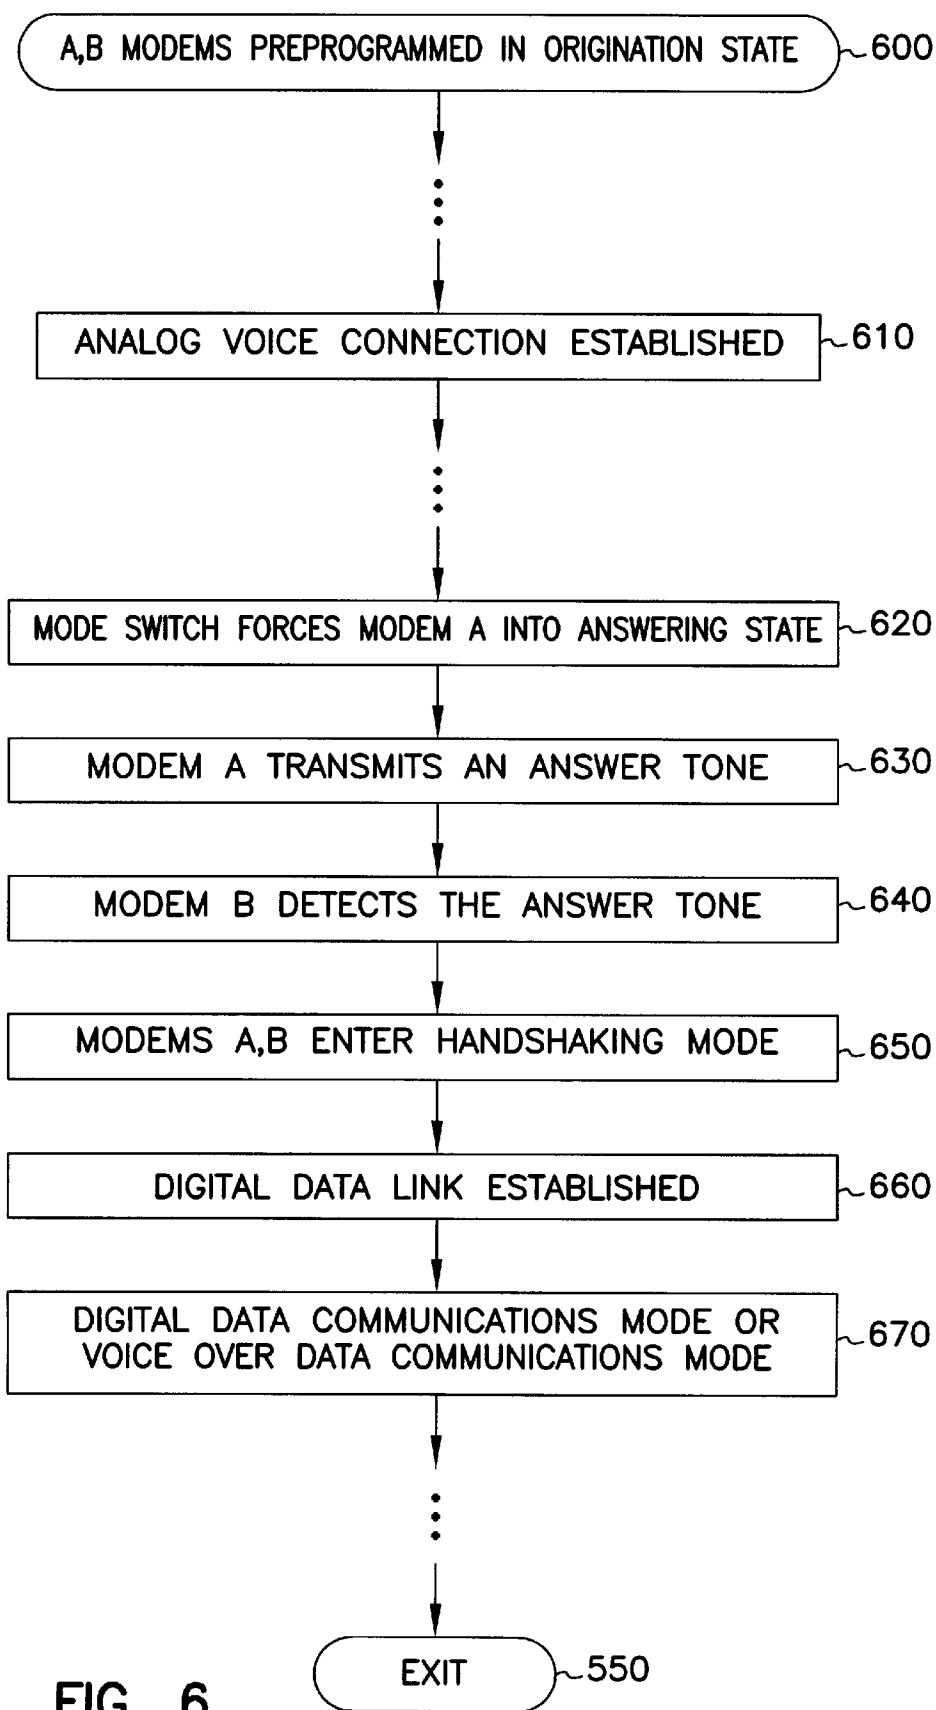 A,B MODEMS PREPROGRAMMED IN ORIGINATION STATE 600
ANALOG VOICE CONNECTION ESTABLISHED 610
MODE SWITCH FORCES MODEM A INTO ANSWERING STATE 620
MODEM A TRANSMITS AN ANSWER TONE 630
MODEM B DETECTS THE ANSWER TONE 640
MODEMS A,B ENTER HANDSHAKING MODE 650
DIGITAL DATA LINK ESTABLISHED 660
DIGITAL DATA COMMUNICATIONS MODE OR
VOICE OVER DATA COMMUNICATIONS MODE 670
EXIT 550
FIG. 6